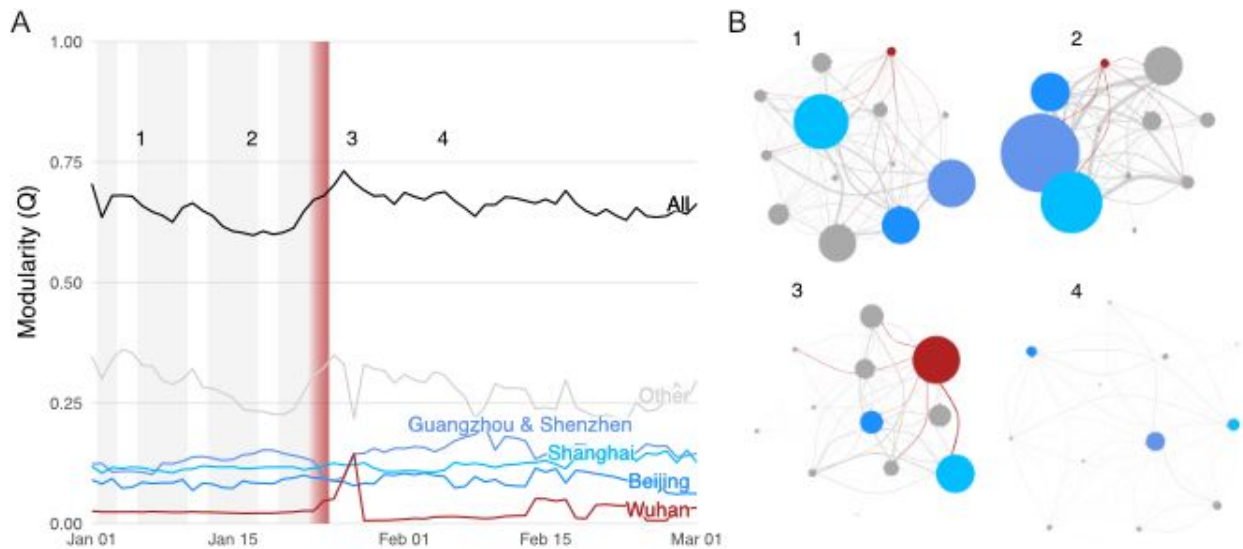 A
B
1.00
0.75
0.50
0.25
0.00
Modularity (Q)
1
2
3
4
All
Other
Guangzhou & Shenzhen
Shanghai
Beijing
Wuhan
Jan 01
Jan 15
Feb 01
Feb 15
Mar 01
1
2
3
4